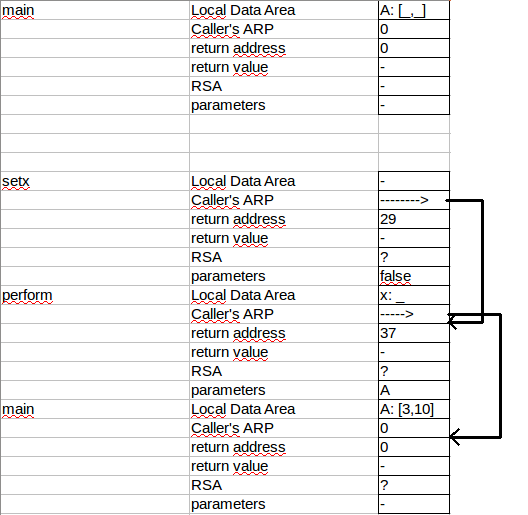 main Local Data Area A: [_,_]
Caller's ARP 0
return address 0
return value -
RSA -
parameters -
setx Local Data Area -
Caller's ARP -------->
return address 29
return value -
RSA ?
parameters false
perform Local Data Area x: _
Caller's ARP ----->
return address 37
return value -
RSA ?
parameters A
main Local Data Area A: [3,10]
Caller's ARP 0
return address 0
return value -
RSA ?
parameters -